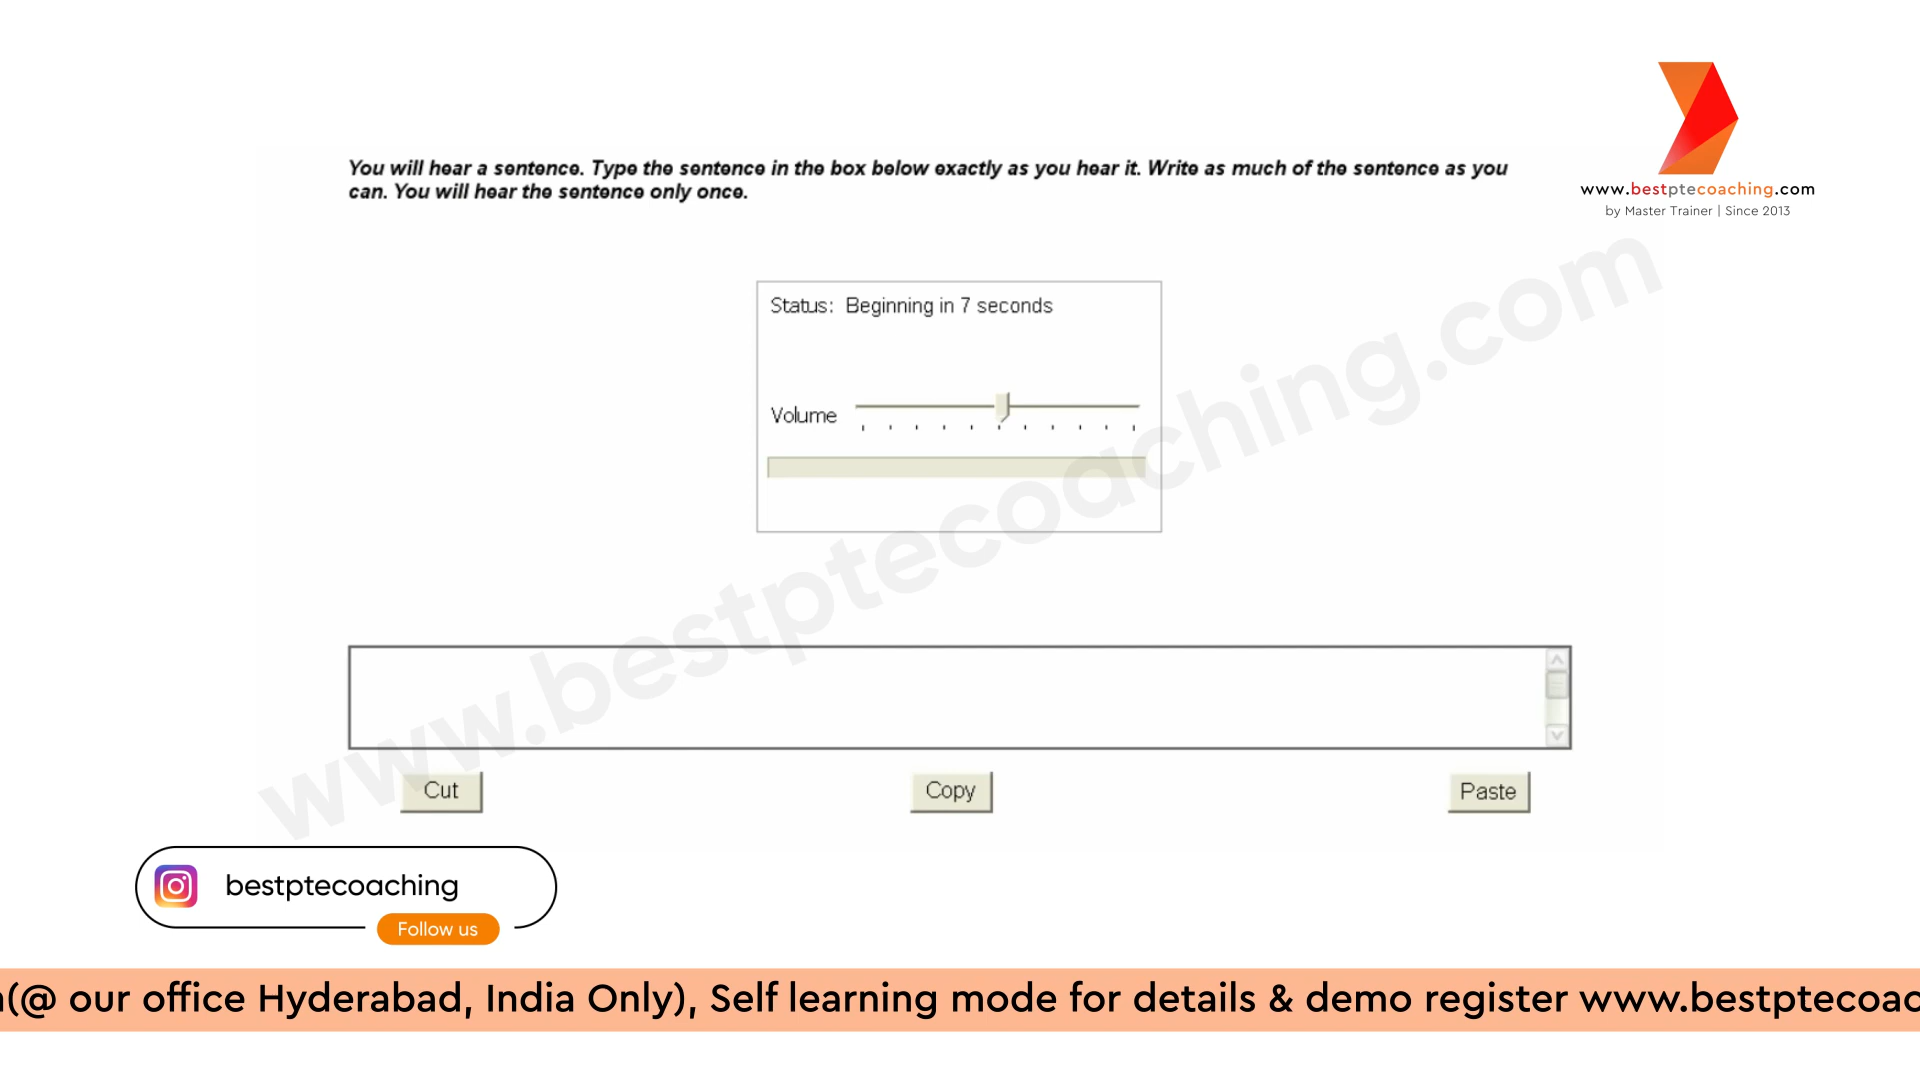 You will hear a sentence. Type the sentence in the box below exactly as you hear it. Write as much of the sentence as you
can. You will hear the sentence only once.
www.bestptecoaching.com
by Master Trainer | Since 2013
Status: Beginning in 7 seconds
Volume
www.bestptecoaching.com
Cut
Copy
Paste
bestptecoaching
Follow us
(@ our office Hyderabad, India Only), Self learning mode for details & demo register www.bestptecoac